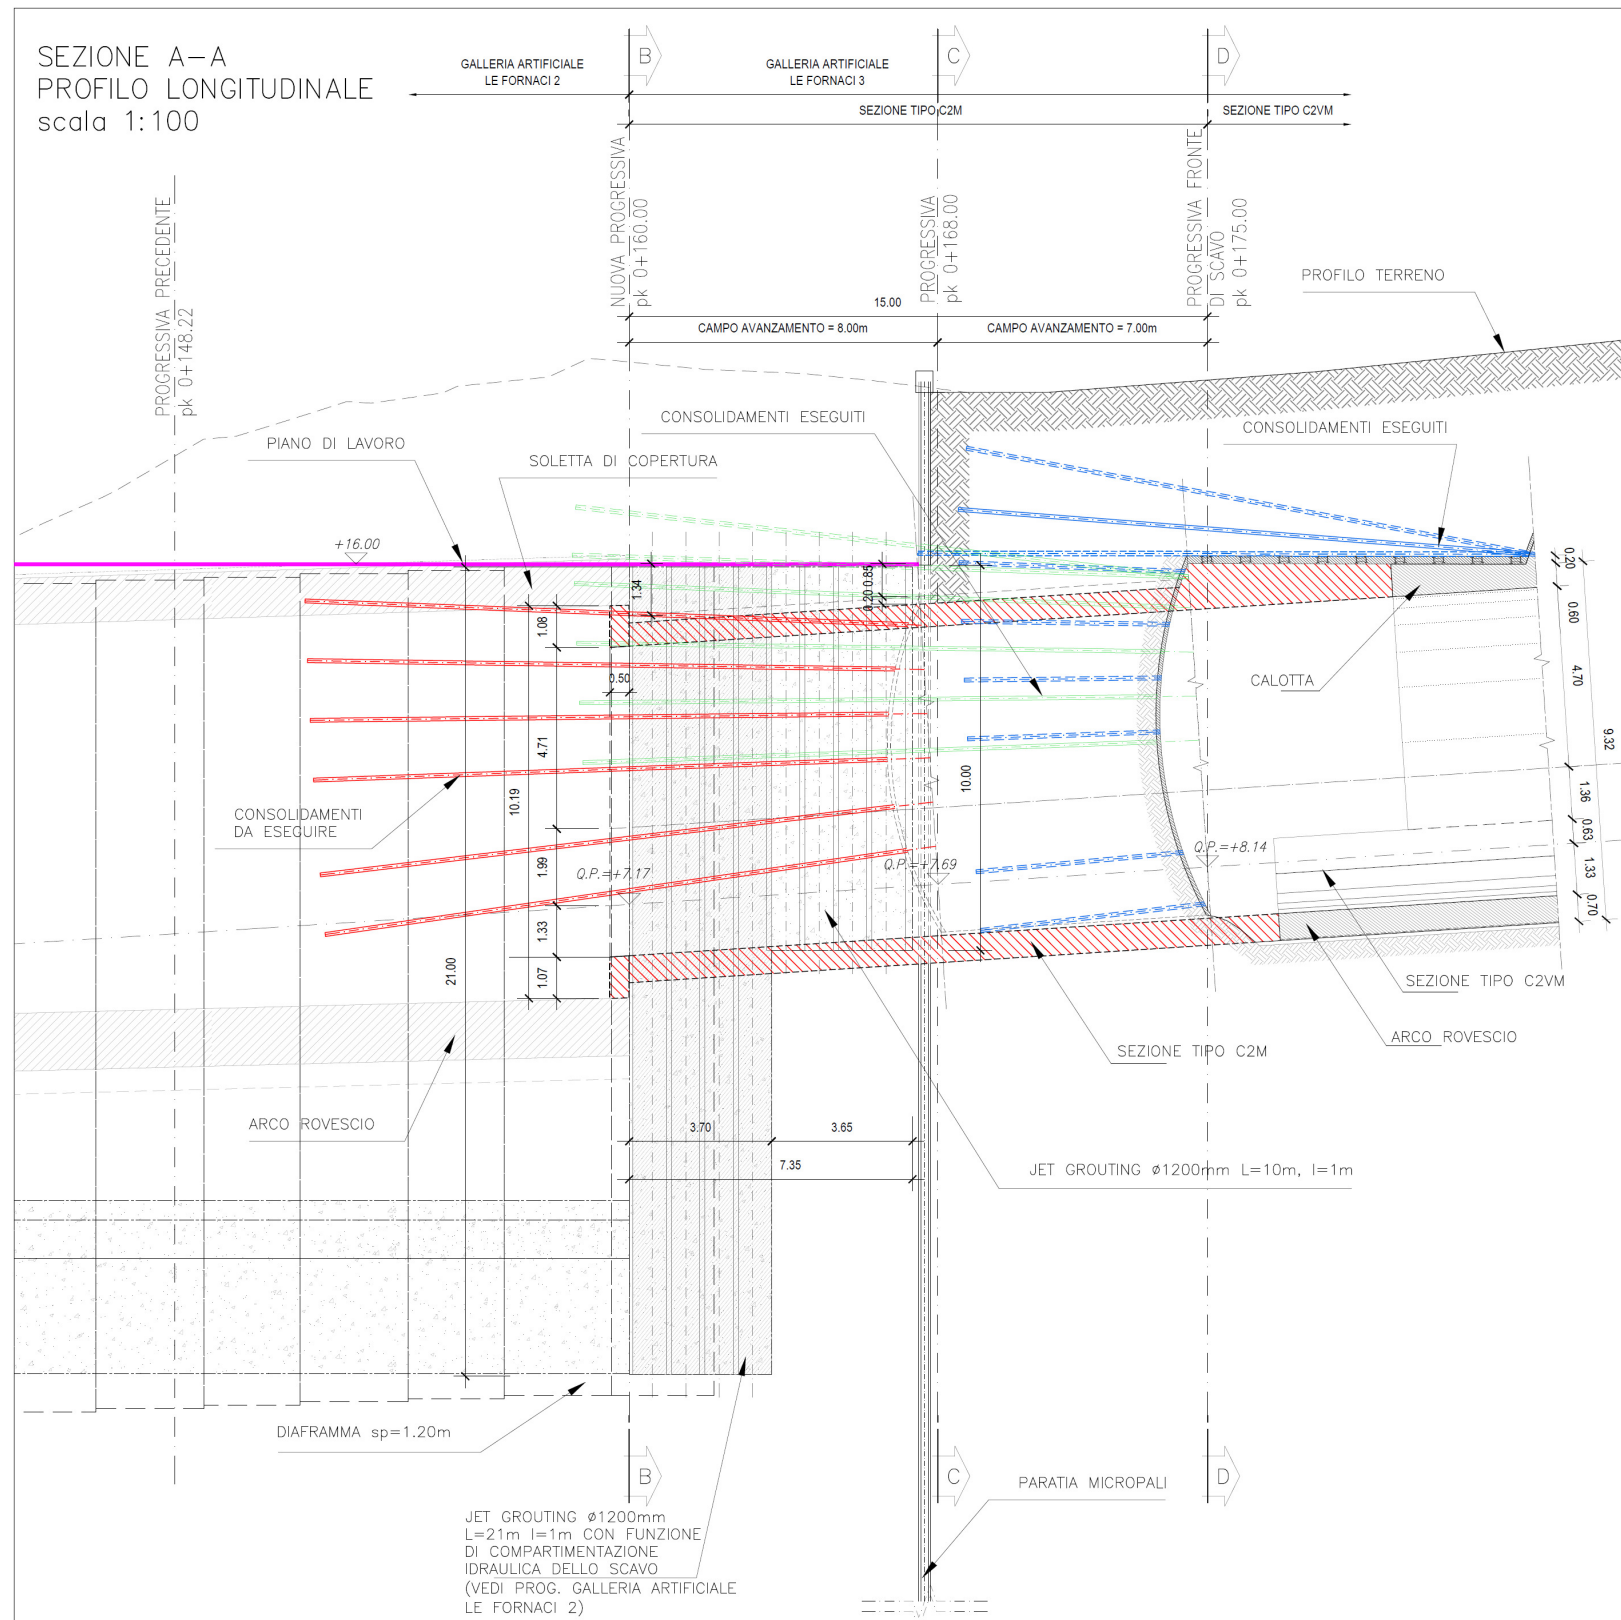 SEZIONE A-A
PROFILO LONGITUDINALE
scala 1:100
GALLERIA ARTIFICIALE
LE FORNACI 2
B
GALLERIA ARTIFICIALE
LE FORNACI 3
C
D
SEZIONE TIPO C2M
SEZIONE TIPO C2VM
PROGRESSIVA PRECEDENTE
pk 0+148.22
NUOVA PROGRESSIVA
pk 0+160.00
PROGRESSIVA
pk 0+168.00
PROGRESSIVA FRONTE
DI SCAVO
pk 0+175.00
15.00
CAMPO AVANZAMENTO = 8.00m
CAMPO AVANZAMENTO = 7.00m
PROFILO TERRENO
CONSOLIDAMENTI ESEGUITI
CONSOLIDAMENTI ESEGUITI
PIANO DI LAVORO
SOLETTA DI COPERTURA
+16.00
1.34
0.20
0.85
0.20
0.60
4.70
9.32
1.36
0.63
1.33
0.70
1.08
0.50
4.71
10.19
1.99
1.33
1.07
10.00
21.00
CALOTTA
CONSOLIDAMENTI
DA ESEGUIRE
Q.P.=+7.17
Q.P.=+7.69
Q.P.=+8.14
SEZIONE TIPO C2VM
ARCO ROVESCIO
SEZIONE TIPO C2M
ARCO ROVESCIO
3.70
3.65
7.35
JET GROUTING ø1200mm L=10m, I=1m
DIAFRAMMA sp=1.20m
B
C
D
PARATIA MICROPALI
JET GROUTING ø1200mm
L=21m I=1m CON FUNZIONE
DI COMPARTIMENTAZIONE
IDRAULICA DELLO SCAVO
(VEDI PROG. GALLERIA ARTIFICIALE
LE FORNACI 2)